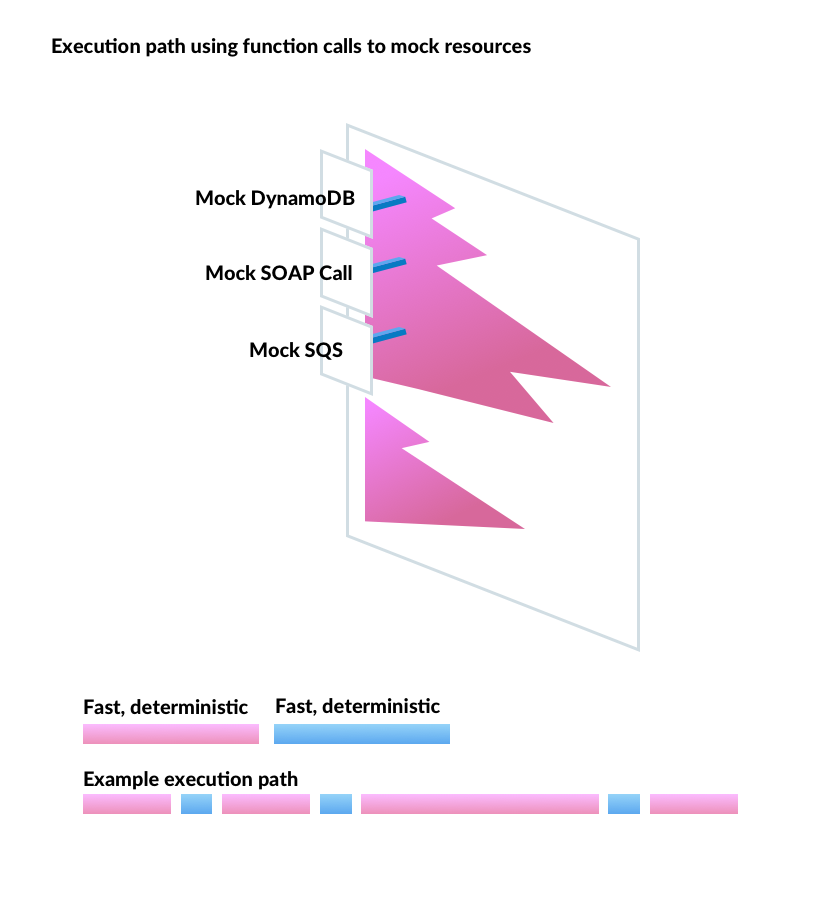 Execution path using function calls to mock resources
Mock DynamoDB
Mock SOAP Call
Mock SQS
Fast, deterministic
Fast, deterministic
Example execution path